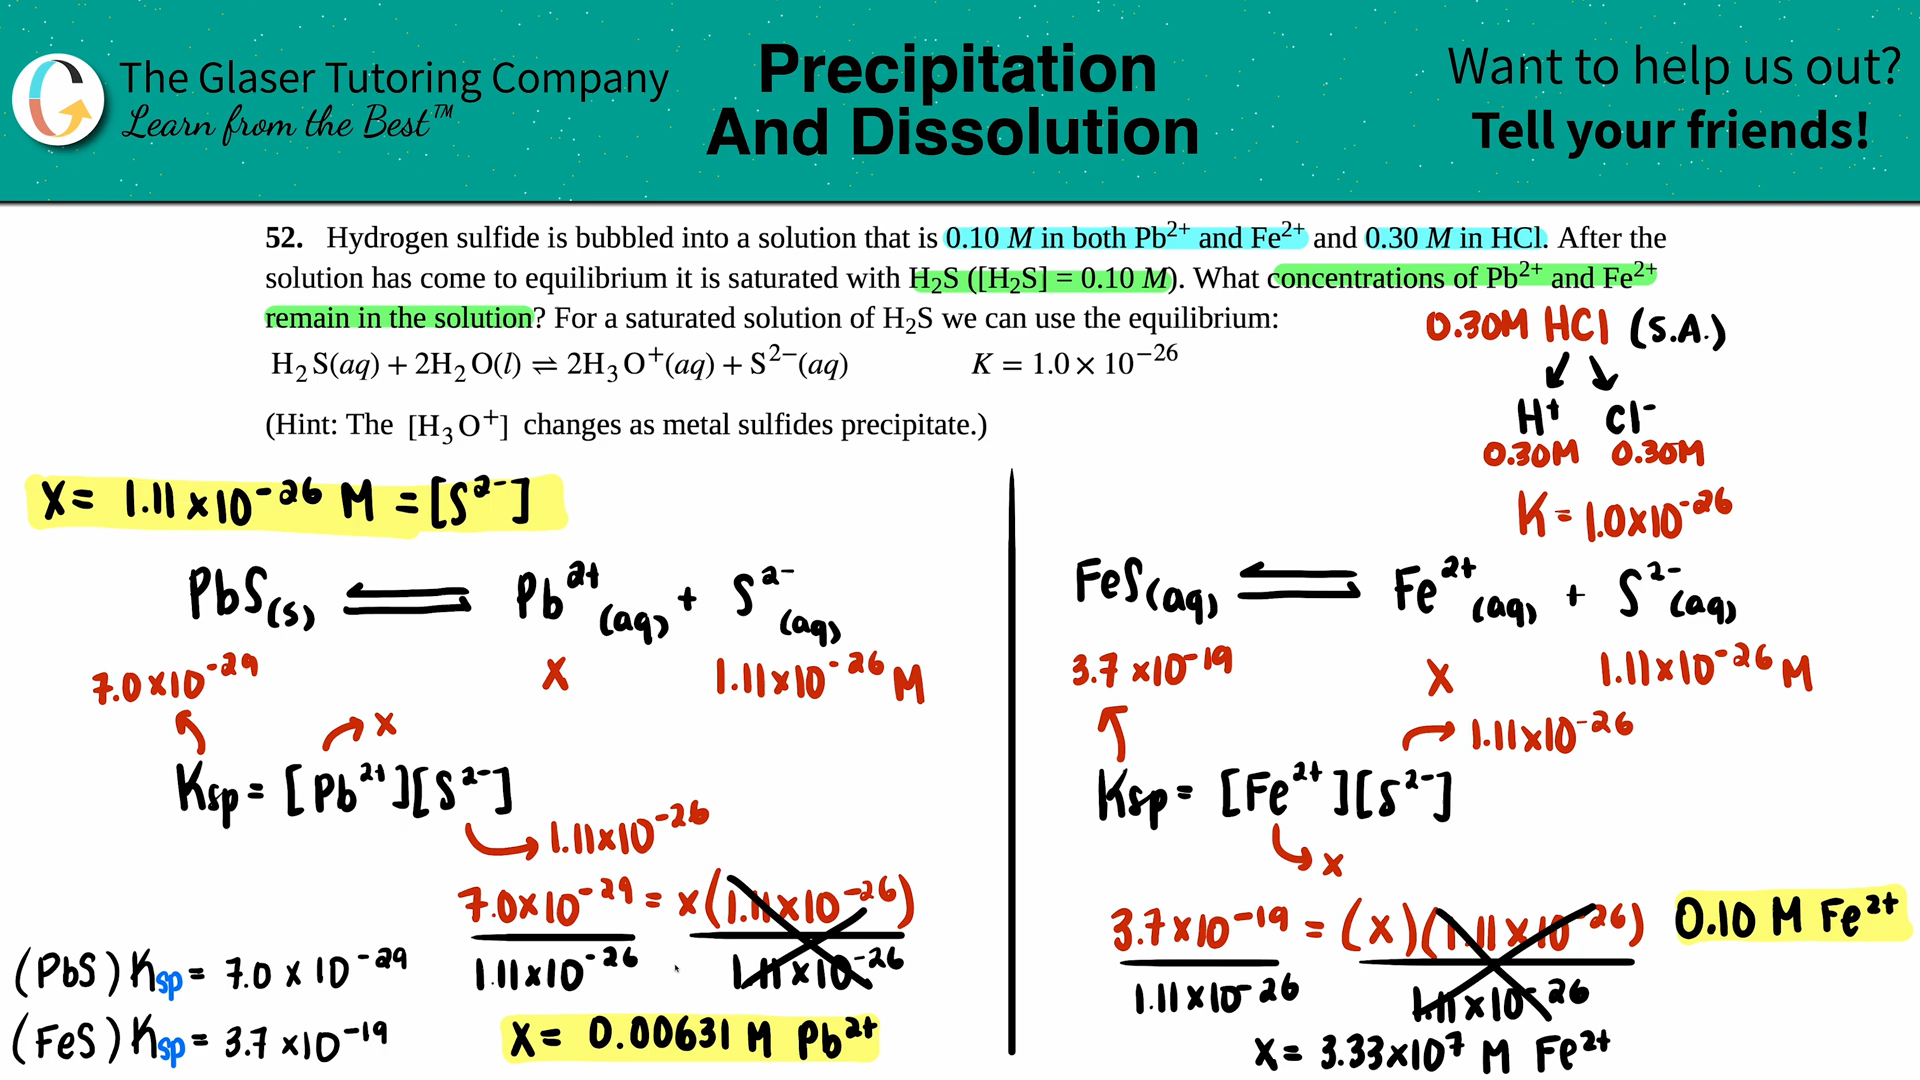 The Glaser Tutoring Company
Learn from the Best™
Precipitation
And Dissolution
Want to help us out?
Tell your friends!
52. Hydrogen sulfide is bubbled into a solution that is 0.10 M in both Pb²⁺ and Fe²⁺ and 0.30 M in HCl. After the
solution has come to equilibrium it is saturated with H₂S ([H₂S] = 0.10 M). What concentrations of Pb²⁺ and Fe²⁺
remain in the solution? For a saturated solution of H₂S we can use the equilibrium:
H₂S(aq) + 2H₂O(l) ⇌ 2H₃O⁺(aq) + S²⁻(aq) K = 1.0 × 10⁻²⁶
(Hint: The [H₃O⁺] changes as metal sulfides precipitate.)
0.30M HCl (S.A.)
↙ ↘
H⁺ Cl⁻
0.30M 0.30M
K = 1.0x10⁻²⁶
X = 1.11x10⁻²⁶ M = [S²⁻]
PbS(s) ⇌ Pb²⁺(aq) + S²⁻(aq)
7.0x10⁻²⁹ x 1.11x10⁻²⁶ M
→ x
Ksp = [Pb²⁺][S²⁻]
→ 1.11x10⁻²⁶
7.0x10⁻²⁹ = x(1.11x10⁻²⁶)
1.11x10⁻²⁶ 1.11x10⁻²⁶
X = 0.00631 M Pb²⁺
(PbS) Ksp = 7.0 x 10⁻²⁹
(FeS) Ksp = 3.7 x10⁻¹⁹
FeS(aq) ⇌ Fe²⁺(aq) + S²⁻(aq)
3.7 x10⁻¹⁹ x 1.11x10⁻²⁶ M
→ 1.11x10⁻²⁶
Ksp = [Fe²⁺][S²⁻]
→ x
3.7x10⁻¹⁹ = (x)(1.11x10⁻²⁶)
1.11x10⁻²⁶ 1.11x10⁻²⁶
0.10 M Fe²⁺
X = 3.33x10⁷ M Fe²⁺